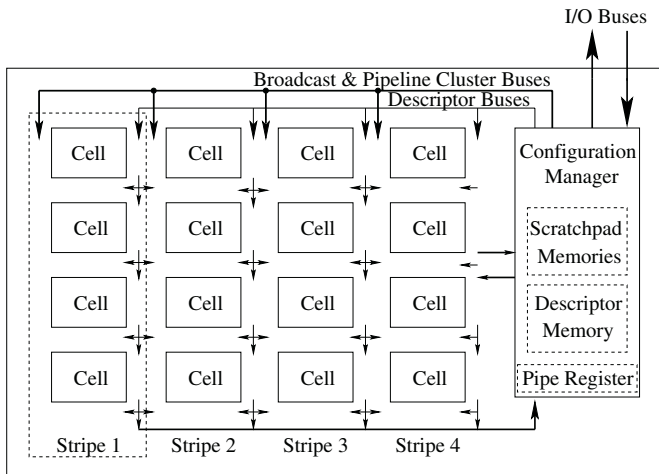 I/O Buses
Broadcast & Pipeline Cluster Buses
Descriptor Buses
Cell Cell Cell Cell
Configuration
Manager
Cell Cell Cell Cell
Scratchpad
Memories
Cell Cell Cell Cell
Descriptor
Memory
Cell Cell Cell Cell
Pipe Register
Stripe 1 Stripe 2 Stripe 3 Stripe 4